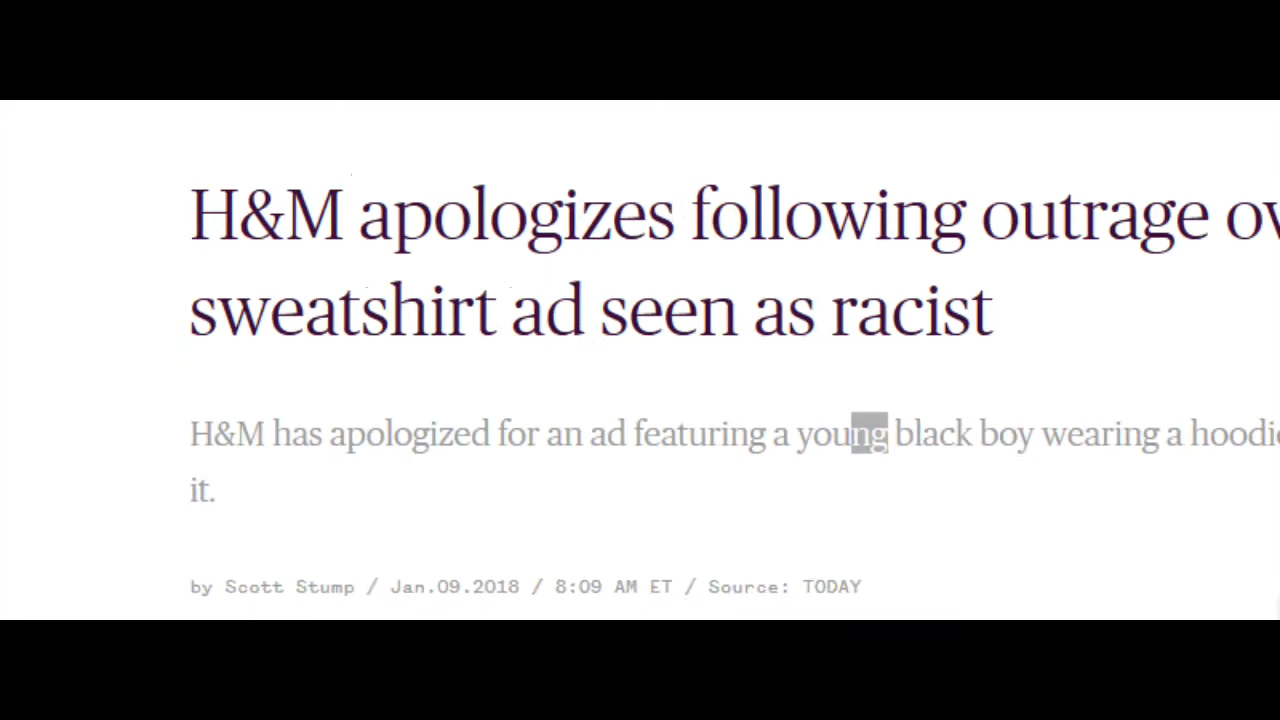 H&M apologizes following outrage ov
sweatshirt ad seen as racist
H&M has apologized for an ad featuring a young black boy wearing a hoodie
it.
by Scott Stump / Jan.09.2018 / 8:09 AM ET / Source: TODAY